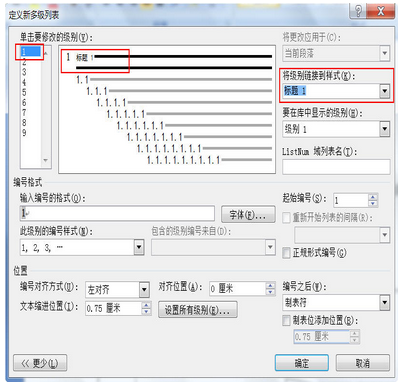 定义新多级列表
单击要修改的级别(V):
将更改应用于(C):
1
2
3
4
5
6
7
8
9
1 标题 1
1.1
1.1.1
1.1.1.1
1.1.1.1.1
1.1.1.1.1.1
1.1.1.1.1.1.1
1.1.1.1.1.1.1.1
1.1.1.1.1.1.1.1.1
当前段落
将级别链接到样式(K):
标题 1
要在库中显示的级别(H):
级别 1
ListNum 域列表名(T):
编号格式
输入编号的格式(O):
1
字体(F)...
起始编号(S): 1
重新开始列表的间隔(R):
此级别的编号样式(N):
包含的级别编号来自(D):
1, 2, 3, …
正规形式编号(G)
位置
编号对齐方式(U): 左对齐
对齐位置(A): 0 厘米
编号之后(W):
制表符
文本缩进位置(I): 0.75 厘米
设置所有级别(E)...
制表位添加位置(B):
0.75 厘米
<< 更少(L)
确定
取消